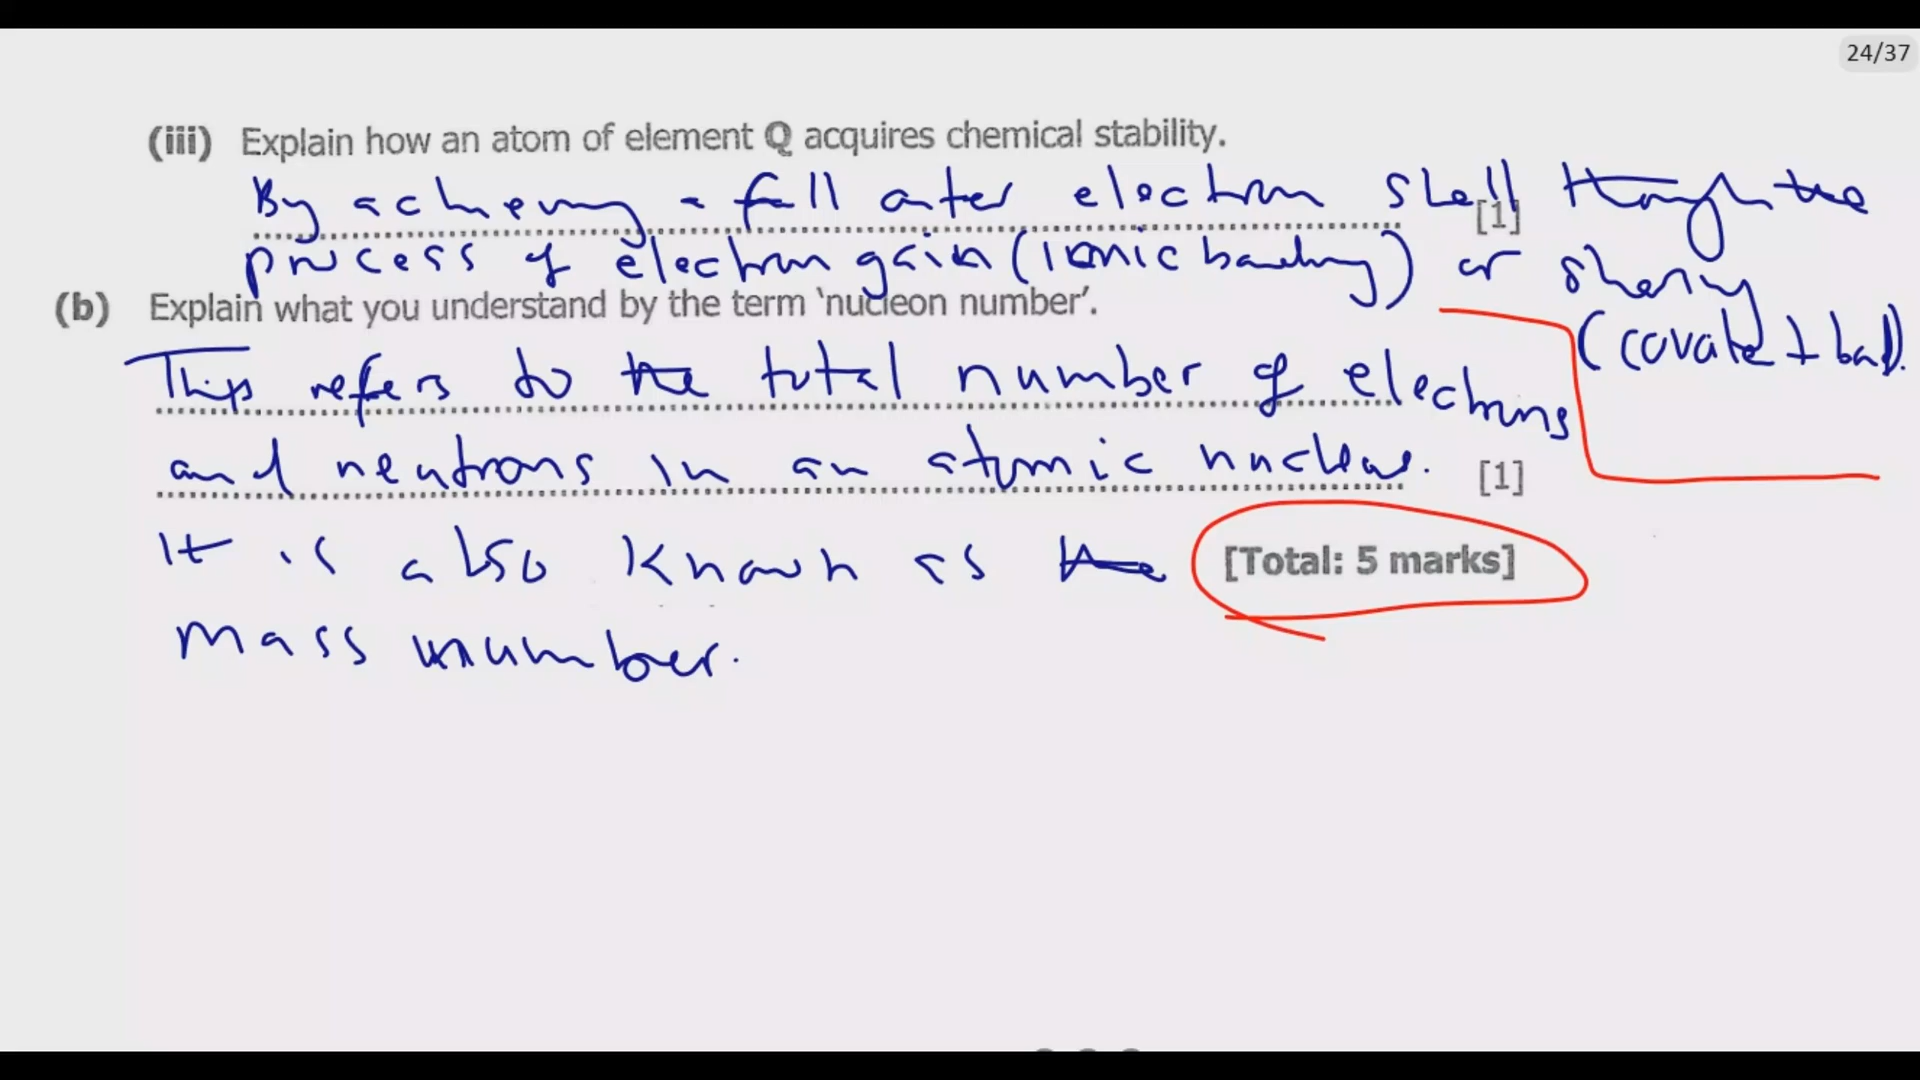 24/37
(iii) Explain how an atom of element Q acquires chemical stability.
By achieving a full outer electron shell through the
[1]
process of electron gain (ionic bonding) or sharing
(covalent bond).
(b) Explain what you understand by the term ‘nucleon number’.
This refers to the total number of electrons
and neutrons in an atomic nucleus. [1]
It is also known as the
[Total: 5 marks]
mass number.